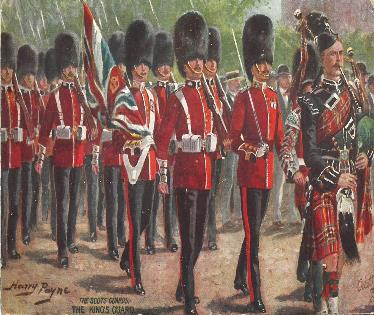 Harry Payne
THE SCOTS GUARDS.
THE KING'S GUARD